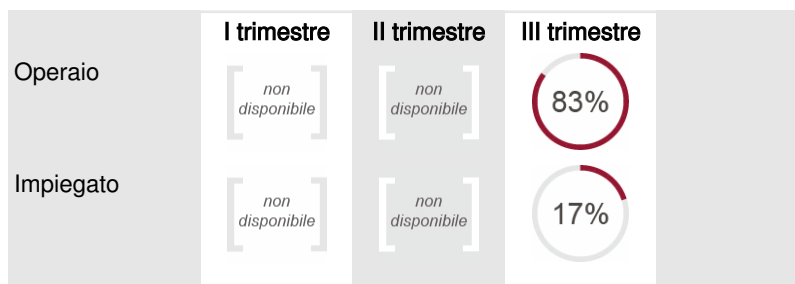 I trimestre II trimestre III trimestre
Operaio
non
disponibile
non
disponibile
83%
Impiegato
non
disponibile
non
disponibile
17%